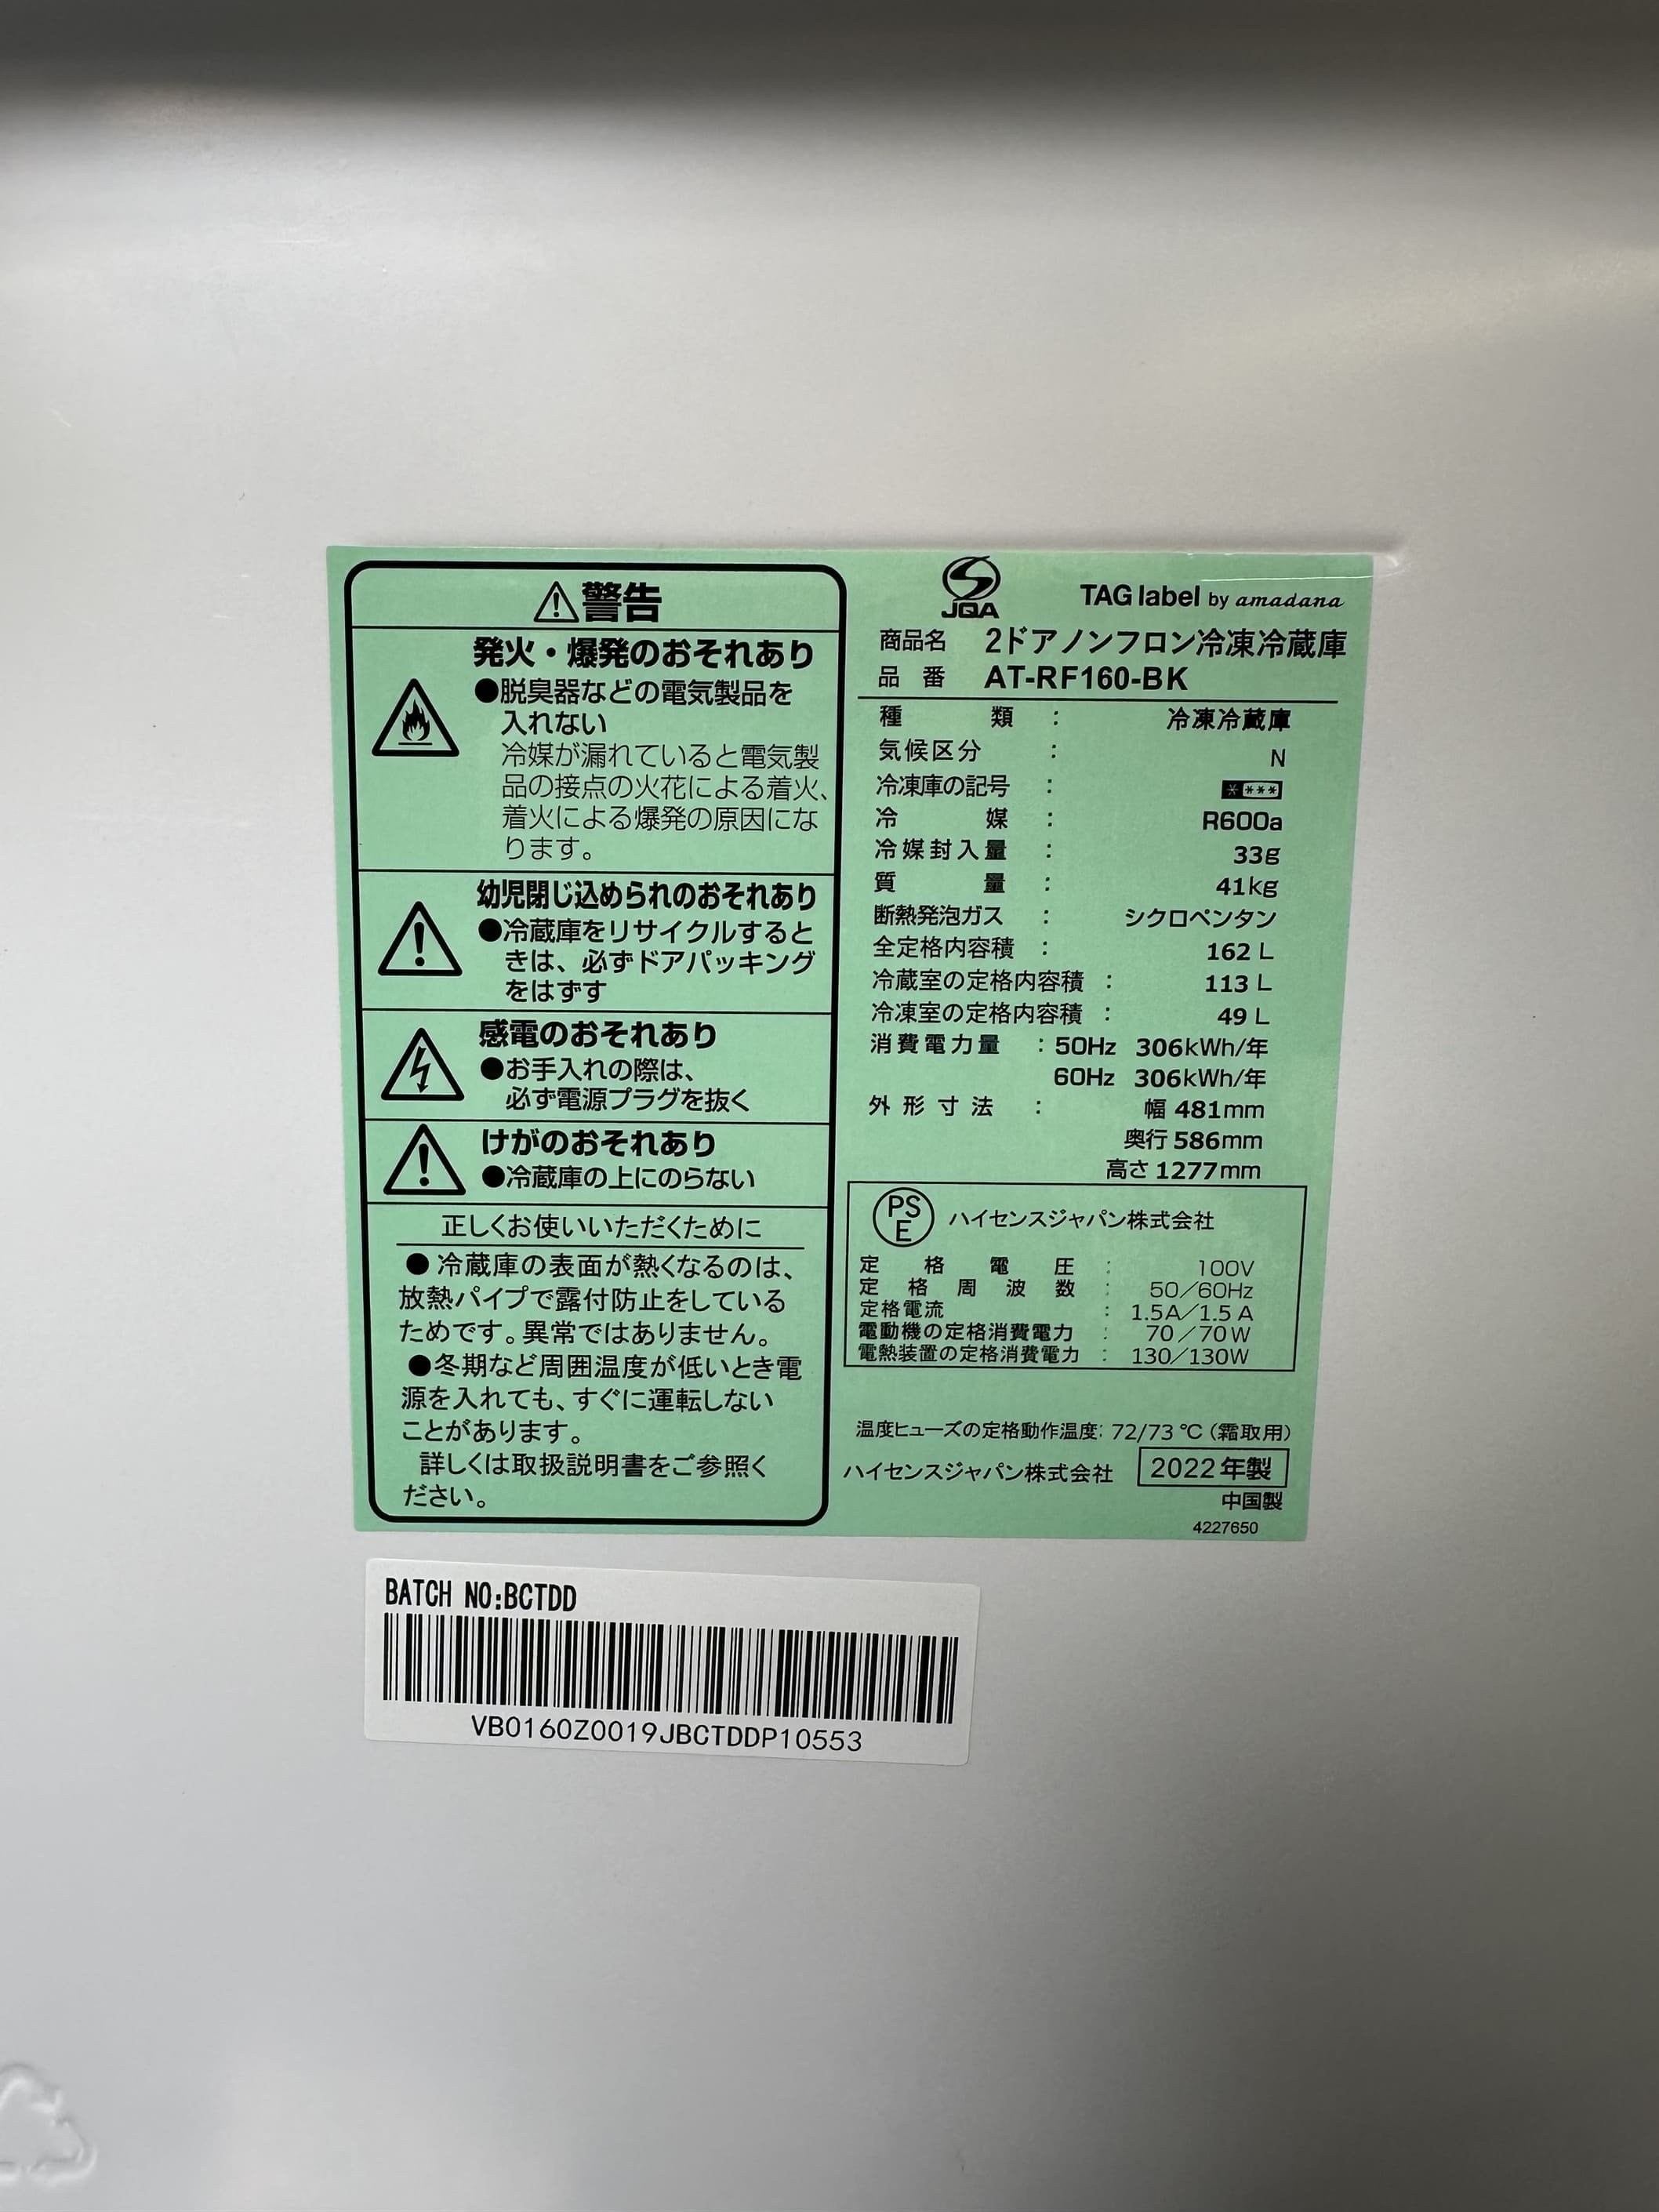 警告
発火・爆発のおそれあり
●脱臭器などの電気製品を
入れない
冷媒が漏れていると電気製
品の接点の火花による着火、
着火による爆発の原因にな
ります。
幼児閉じ込められのおそれあり
●冷蔵庫をリサイクルすると
きは、必ずドアパッキング
をはずす
感電のおそれあり
●お手入れの際は、
必ず電源プラグを抜く
けがのおそれあり
●冷蔵庫の上にのらない
正しくお使いいただくために
●冷蔵庫の表面が熱くなるのは、
放熱パイプで露付防止をしている
ためです。異常ではありません。
●冬期など周囲温度が低いとき電
源を入れても、すぐに運転しない
ことがあります。
詳しくは取扱説明書をご参照く
ださい。
JQA
TAG label by amadana
商品名 2ドアノンフロン冷凍冷蔵庫
品番 AT-RF160-BK
種類 : 冷凍冷蔵庫
気候区分 : N
冷凍庫の記号 : * ***
冷媒 : R600a
冷媒封入量 : 33g
質量 : 41kg
断熱発泡ガス : シクロペンタン
全定格内容積 : 162 L
冷蔵室の定格内容積 : 113 L
冷凍室の定格内容積 : 49 L
消費電力量 : 50Hz 306kWh/年
60Hz 306kWh/年
外形寸法 : 幅 481mm
奥行 586mm
高さ 1277mm
PS E ハイセンスジャパン株式会社
定格電圧 : 100V
定格周波数 : 50/60Hz
定格電流 : 1.5A/1.5A
電動機の定格消費電力 : 70/70W
電熱装置の定格消費電力 : 130/130W
温度ヒューズの定格動作温度: 72/73℃(霜取用)
ハイセンスジャパン株式会社 2022年製
中国製
4227650
BATCH NO:BCTDD
VB0160Z0019JBCTDDP10553